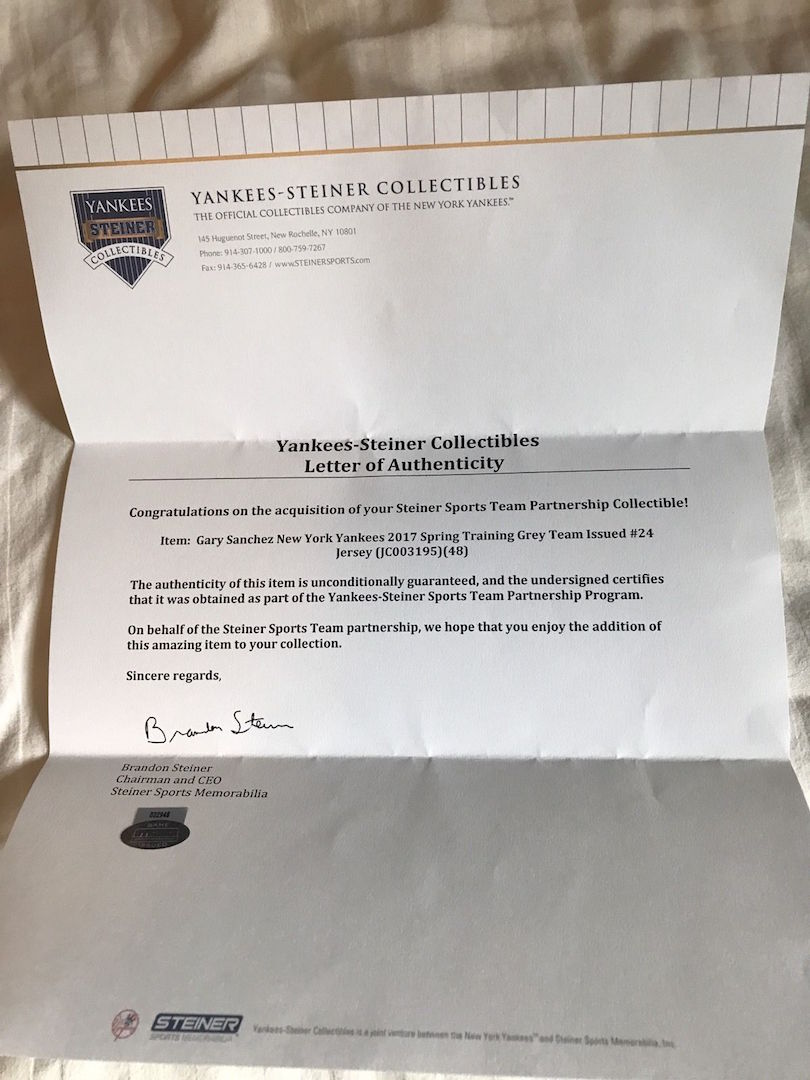 YANKEES
STEINER
COLLECTIBLES
YANKEES-STEINER COLLECTIBLES
THE OFFICIAL COLLECTIBLES COMPANY OF THE NEW YORK YANKEES.™
145 Huguenot Street, New Rochelle, NY 10801
Phone: 914-307-1000 / 800-759-7267
Fax: 914-365-6428 / www.STEINERSPORTS.com
Yankees-Steiner Collectibles
Letter of Authenticity
Congratulations on the acquisition of your Steiner Sports Team Partnership Collectible!
Item: Gary Sanchez New York Yankees 2017 Spring Training Grey Team Issued #24
Jersey (JC003195)(48)
The authenticity of this item is unconditionally guaranteed, and the undersigned certifies
that it was obtained as part of the Yankees-Steiner Sports Team Partnership Program.
On behalf of the Steiner Sports Team partnership, we hope that you enjoy the addition of
this amazing item to your collection.
Sincere regards,
Brandon Steiner
Brandon Steiner
Chairman and CEO
Steiner Sports Memorabilia
GAME
ISSUED
STEINER
SPORTS MEMORABILIA
Yankees-Steiner Collectibles is a joint venture between the New York Yankees™ and Steiner Sports Memorabilia, Inc.